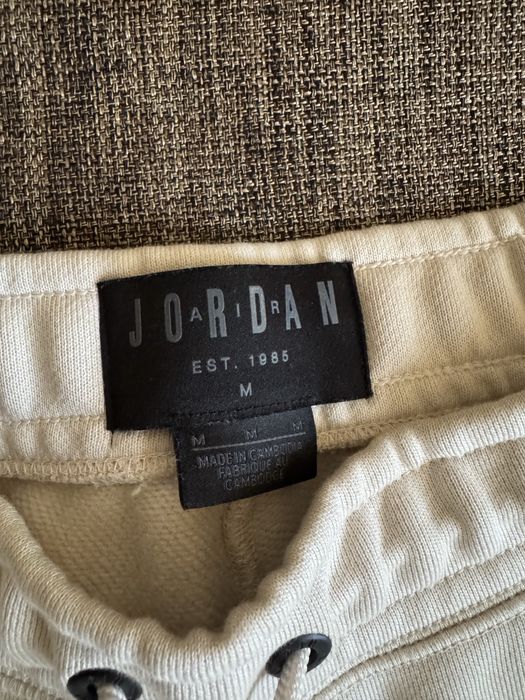 JORDAN
AIR
EST. 1985
M
M M M
MADE IN CAMBODIA
FABRIQUÉ AU
CAMBODGE